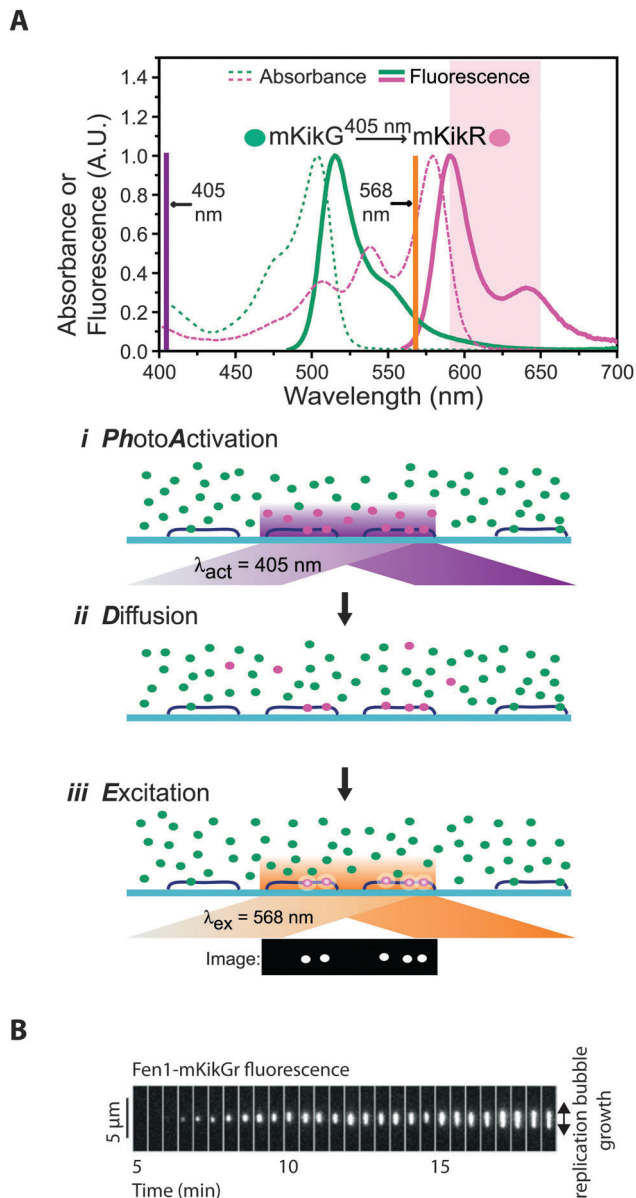 A
Absorbance
Fluorescence
mKikG 405 nm mKikR
405
nm
568
nm
Absorbance or
Fluorescence (A.U.)
1.4
1.2
1.0
0.8
0.6
0.4
0.2
0.0
400 450 500 550 600 650 700
Wavelength (nm)
i PhotoActivation
λact = 405 nm
ii Diffusion
iii Excitation
λex = 568 nm
Image:
B
Fen1-mKikGr fluorescence
5 μm
replication bubble
growth
5 10 15
Time (min)